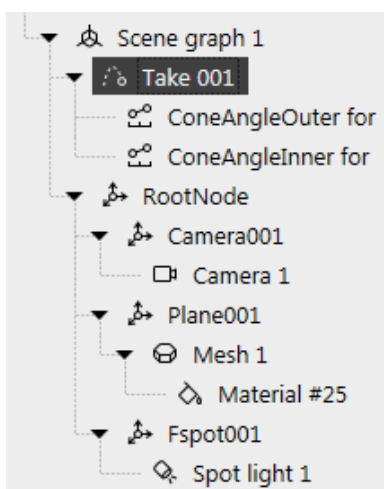 Scene graph 1
Take 001
ConeAngleOuter for
ConeAngleInner for
RootNode
Camera001
Camera 1
Plane001
Mesh 1
Material #25
Fspot001
Spot light 1